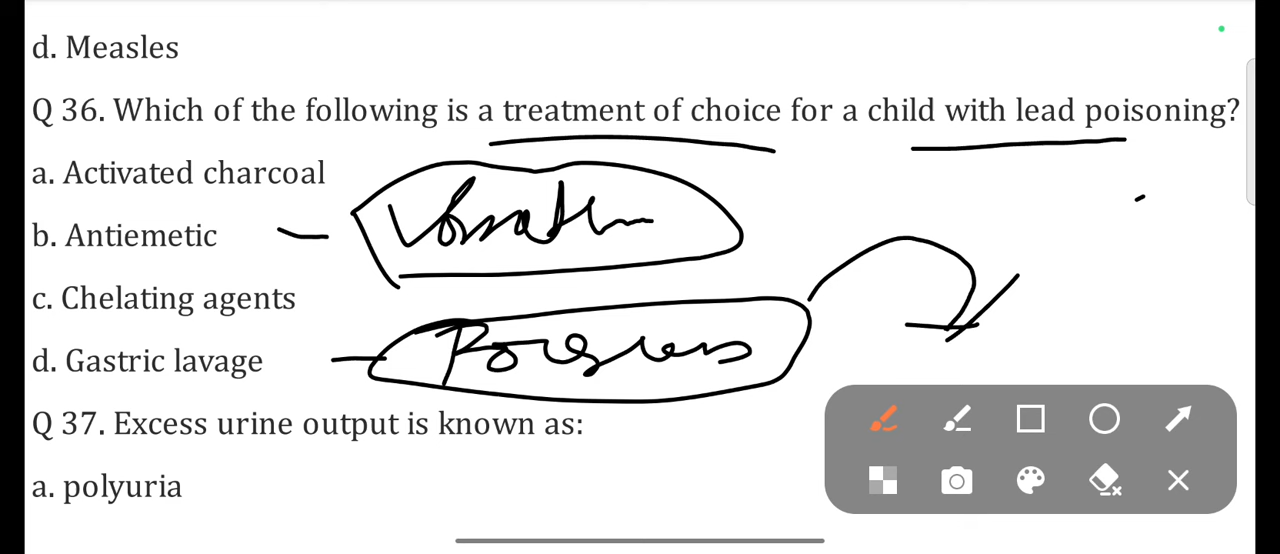 d. Measles
Q 36. Which of the following is a treatment of choice for a child with lead poisoning?
a. Activated charcoal
b. Antiemetic
c. Chelating agents
d. Gastric lavage
Q 37. Excess urine output is known as:
a. polyuria